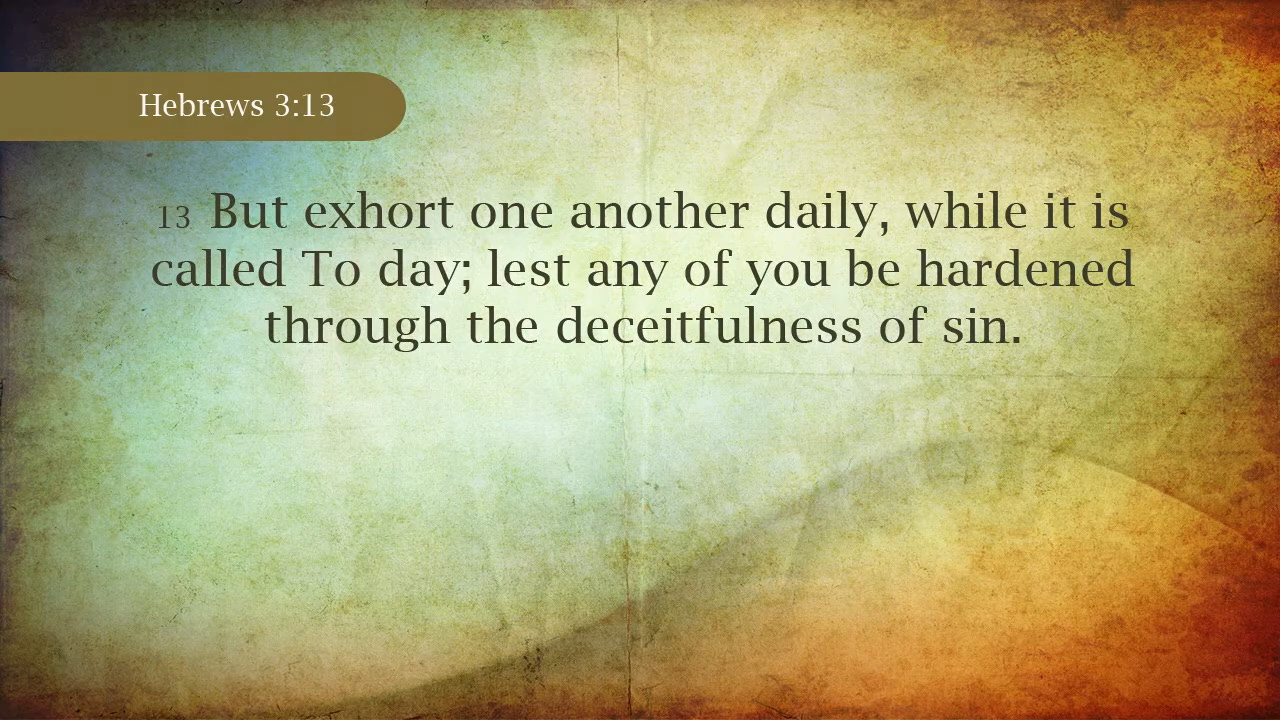 Hebrews 3:13
13 But exhort one another daily, while it is
called To day; lest any of you be hardened
through the deceitfulness of sin.